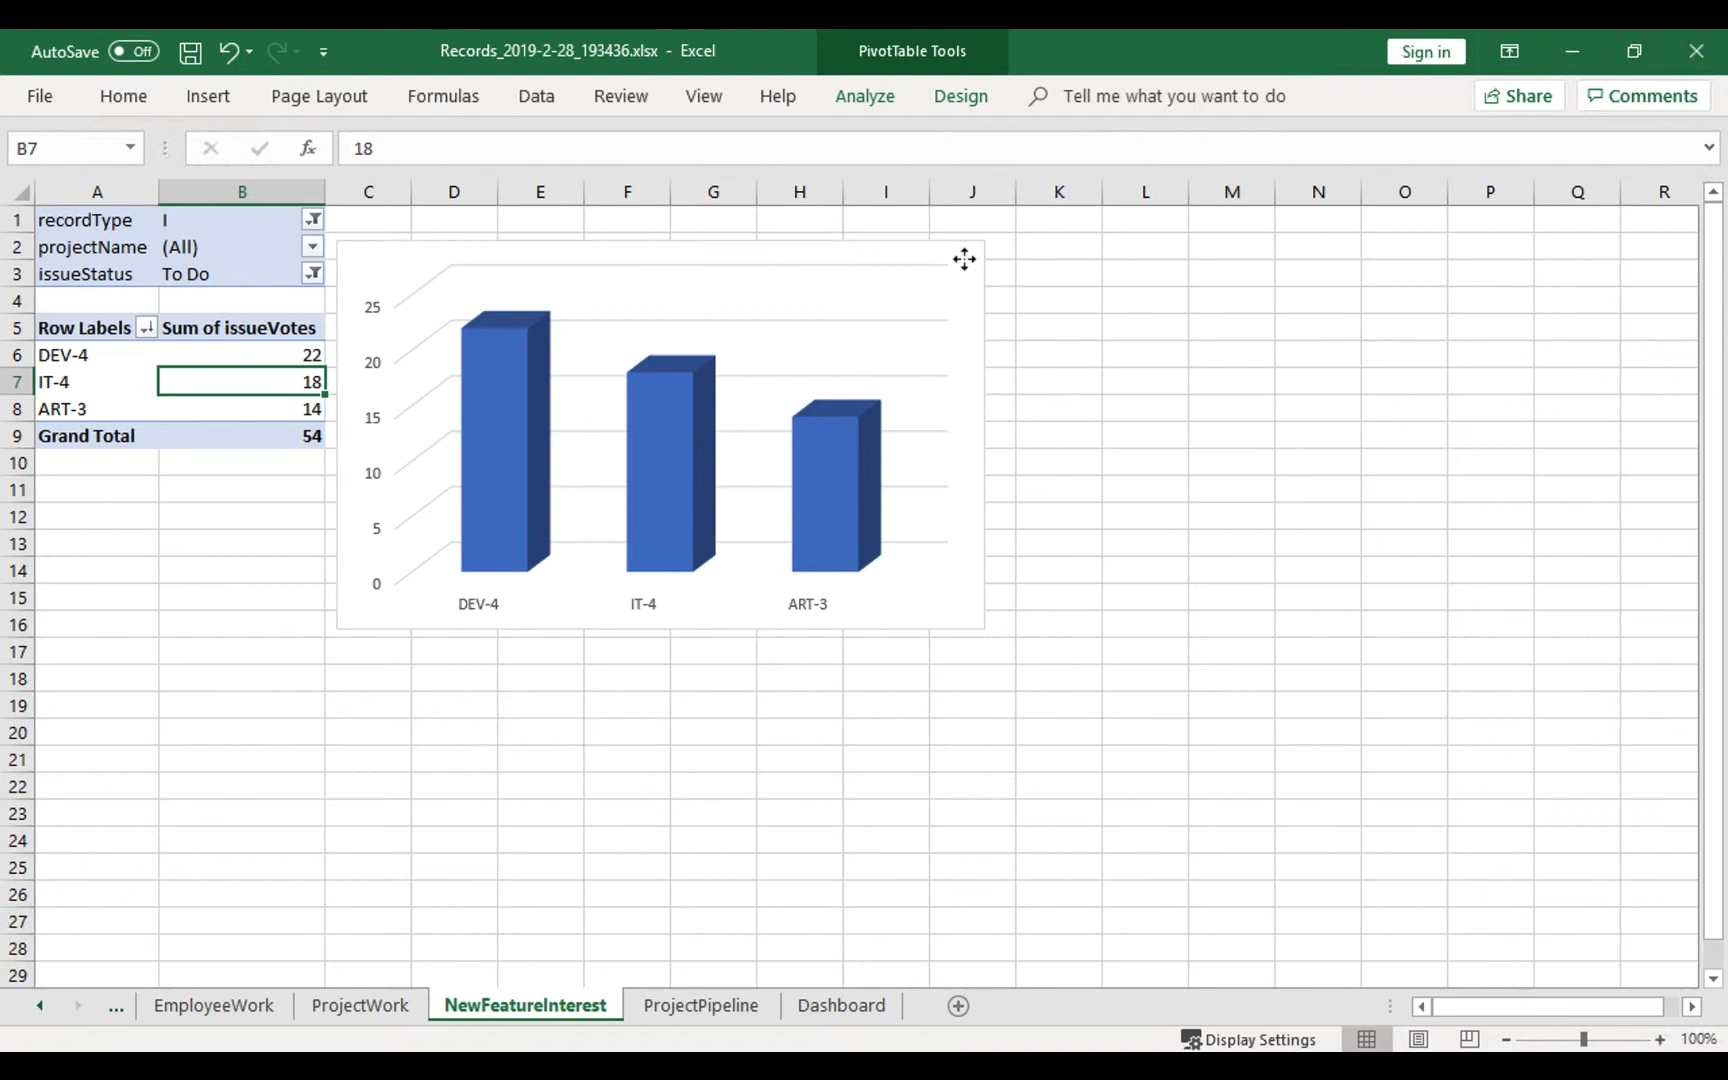 AutoSave Off Records_2019-2-28_193436.xlsx - Excel PivotTable Tools Sign in
File Home Insert Page Layout Formulas Data Review View Help Analyze Design Tell me what you want to do Share Comments
B7 fx 18
A B C D E F G H I J K L M N O P Q R
1 recordType I
2 projectName (All)
3 issueStatus To Do
4
5 Row Labels Sum of issueVotes
6 DEV-4 22
7 IT-4 18
8 ART-3 14
9 Grand Total 54
10
11
12
13
14
15
16
17
18
19
20
21
22
23
24
25
26
27
28
29
25
20
15
10
5
0
DEV-4 IT-4 ART-3
... EmployeeWork ProjectWork NewFeatureInterest ProjectPipeline Dashboard
Display Settings 100%